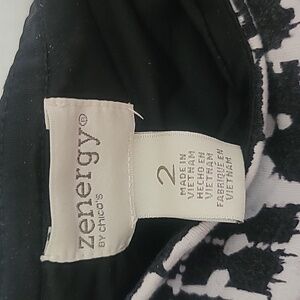 zenergy®
BY chico's
2
MADE IN
VIETNAM
HECHO EN
VIETNAM
FABRIQUÉ EN
VIETNAM